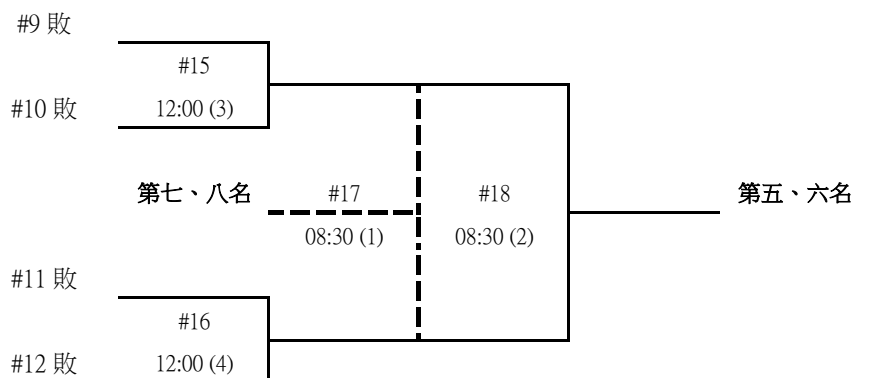 #9 敗
#15
#10 敗
12:00 (3)
第七、八名
#17
#18
第五、六名
08:30 (1)
08:30 (2)
#11 敗
#16
#12 敗
12:00 (4)